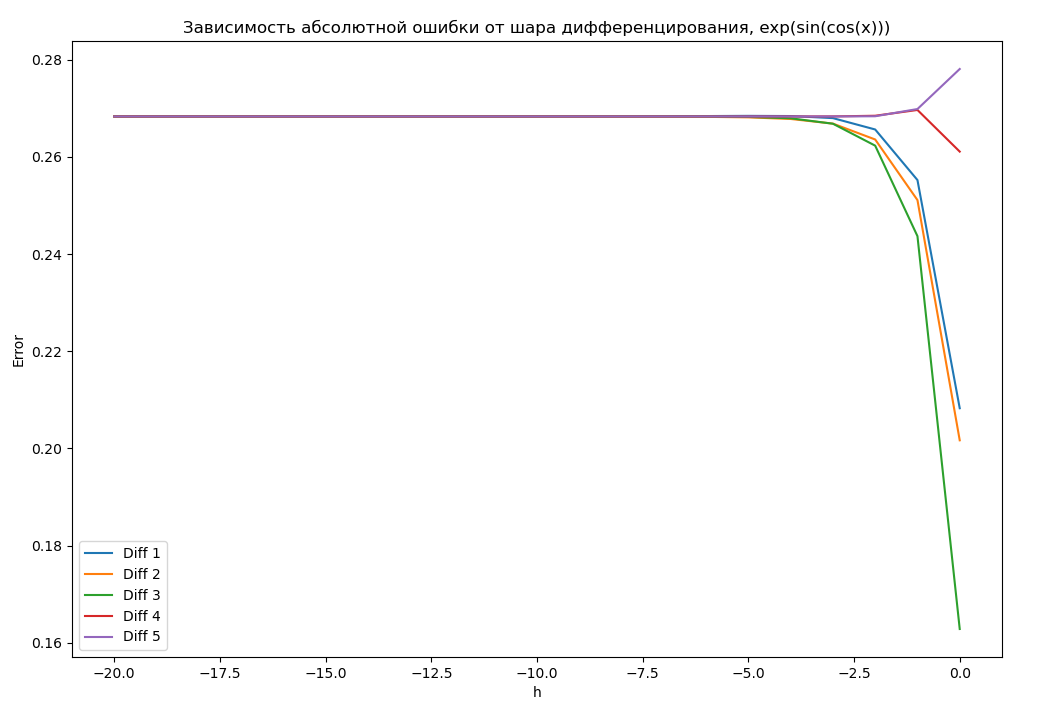 Зависимость абсолютной ошибки от шара дифференцирования, exp(sin(cos(x)))
0.28
0.26
0.24
0.22
0.20
0.18
0.16
Error
Diff 1
Diff 2
Diff 3
Diff 4
Diff 5
−20.0 −17.5 −15.0 −12.5 −10.0 −7.5 −5.0 −2.5 0.0
h